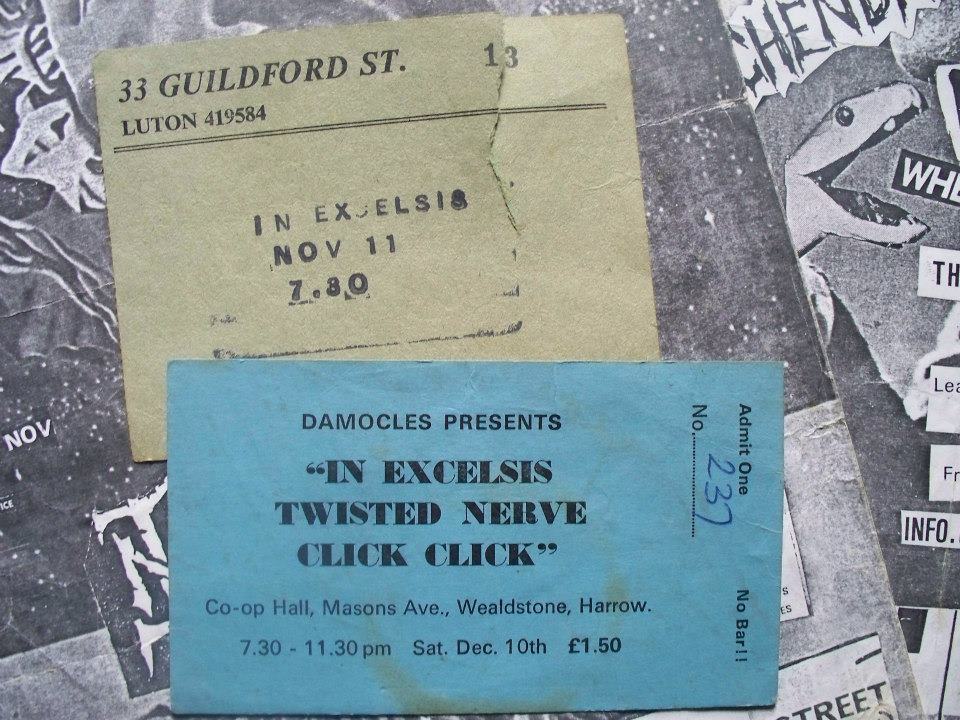 33 GUILDFORD ST. 13
LUTON 419584
IN EXCELSIS
NOV 11
7.30
DAMOCLES PRESENTS
“IN EXCELSIS
TWISTED NERVE
CLICK CLICK”
Co-op Hall, Masons Ave., Wealdstone, Harrow.
7.30 - 11.30 pm Sat. Dec. 10th £1.50
Admit One
No. 237
No Bar!!
NOV
WHE
TH
Lea
Fr
INFO.
STREET